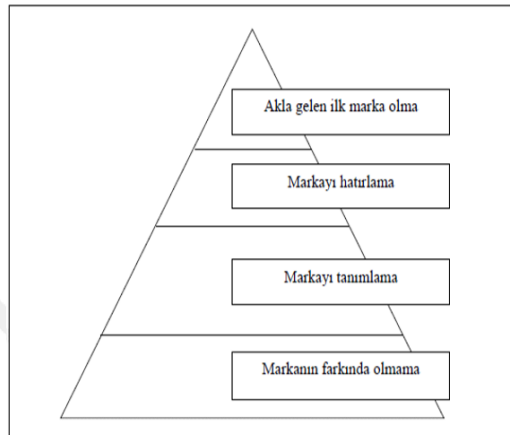 Akla gelen ilk marka olma
Markayı hatırlama
Markayı tanımlama
Markanın farkında olmama